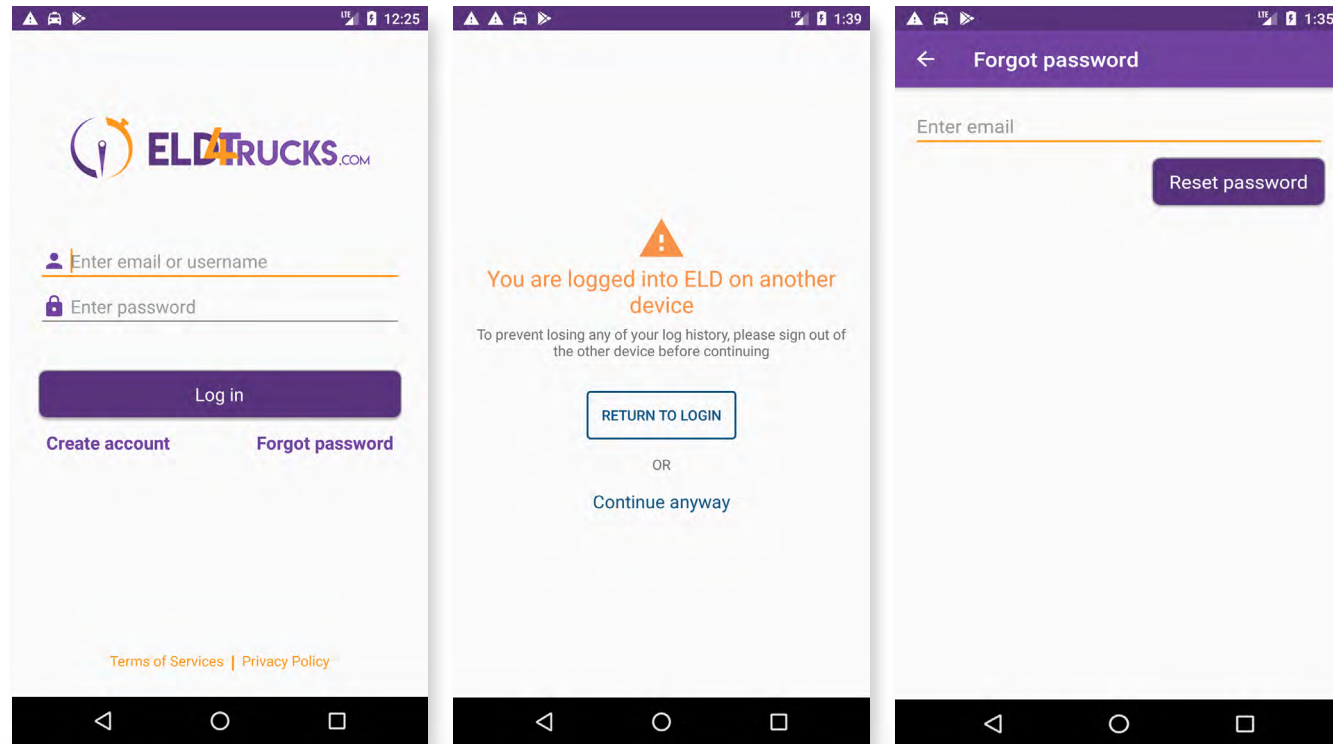 LTE 12:25
ELD4TRUCKS.COM
Enter email or username
Enter password
Log in
Create account Forgot password
Terms of Services | Privacy Policy
LTE 1:39
You are logged into ELD on another
device
To prevent losing any of your log history, please sign out of
the other device before continuing
RETURN TO LOGIN
OR
Continue anyway
LTE 1:35
Forgot password
Enter email
Reset password